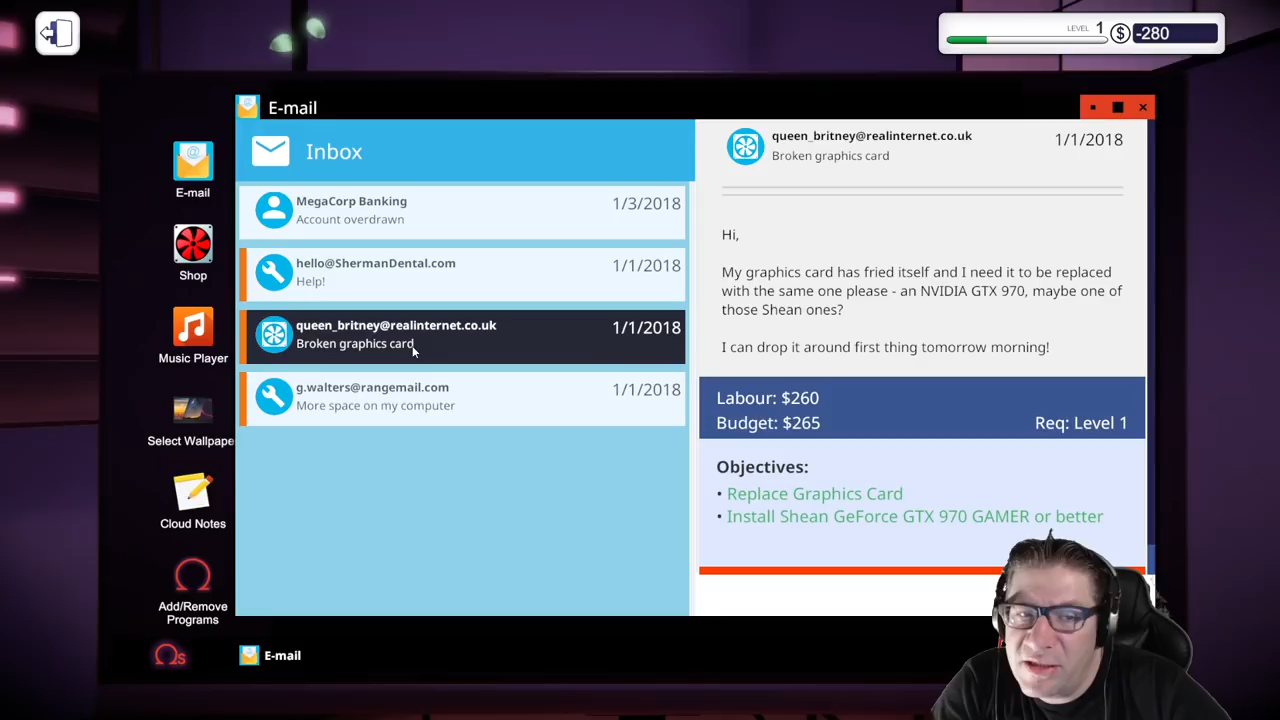 LEVEL 1
$ -280
E-mail
Inbox
MegaCorp Banking 1/3/2018
Account overdrawn
hello@ShermanDental.com 1/1/2018
Help!
queen_britney@realinternet.co.uk 1/1/2018
Broken graphics card
g.walters@rangemail.com 1/1/2018
More space on my computer
queen_britney@realinternet.co.uk 1/1/2018
Broken graphics card
Hi,
My graphics card has fried itself and I need it to be replaced
with the same one please - an NVIDIA GTX 970, maybe one of
those Shean ones?
I can drop it around first thing tomorrow morning!
Labour: $260
Budget: $265 Req: Level 1
Objectives:
• Replace Graphics Card
• Install Shean GeForce GTX 970 GAMER or better
E-mail
Shop
Music Player
Select Wallpape
Cloud Notes
Add/Remove
Programs
Ωs
E-mail